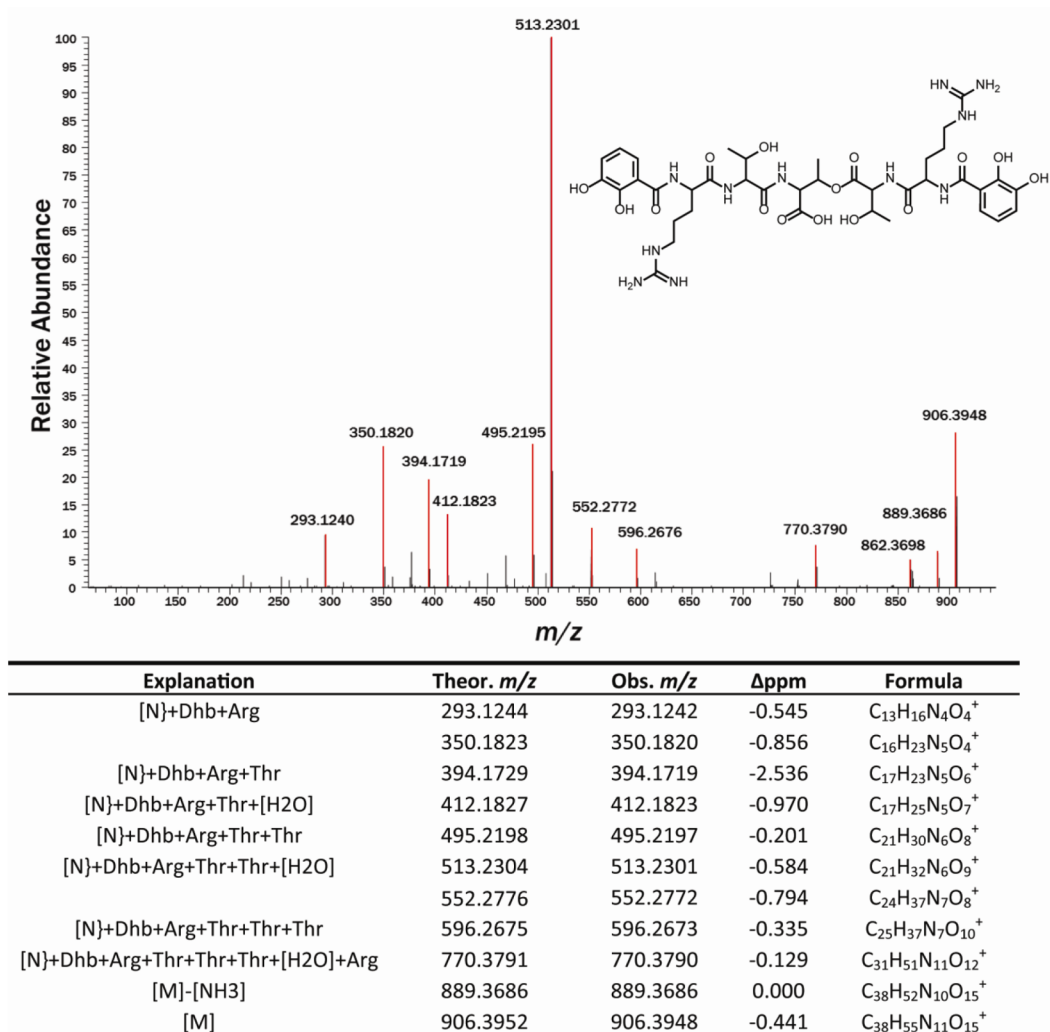 513.2301
100
95
90
85
80
75
70
65
60
55
50
45
40
35
30
25
20
15
10
5
0
Relative Abundance
350.1820
495.2195
394.1719
412.1823
293.1240
552.2772
596.2676
770.3790
862.3698
889.3686
906.3948
100 150 200 250 300 350 400 450 500 550 600 650 700 750 800 850 900
m/z
HN NH2
NH
OH
O H O H O O H O OH
HO N N N N N O N N N OH
OH O H O O OH HO O H
HN
H2N NH
Explanation Theor. m/z Obs. m/z Δppm Formula
[N}+Dhb+Arg 293.1244 293.1242 -0.545 C13H16N4O4+
350.1823 350.1820 -0.856 C16H23N5O4+
[N}+Dhb+Arg+Thr 394.1729 394.1719 -2.536 C17H23N5O6+
[N}+Dhb+Arg+Thr+[H2O] 412.1827 412.1823 -0.970 C17H25N5O7+
[N}+Dhb+Arg+Thr+Thr 495.2198 495.2197 -0.201 C21H30N6O8+
[N}+Dhb+Arg+Thr+Thr+[H2O] 513.2304 513.2301 -0.584 C21H32N6O9+
552.2776 552.2772 -0.794 C24H37N7O8+
[N}+Dhb+Arg+Thr+Thr+Thr 596.2675 596.2673 -0.335 C25H37N7O10+
[N}+Dhb+Arg+Thr+Thr+Thr+[H2O]+Arg 770.3791 770.3790 -0.129 C31H51N11O12+
[M]-[NH3] 889.3686 889.3686 0.000 C38H52N10O15+
[M] 906.3952 906.3948 -0.441 C38H55N11O15+